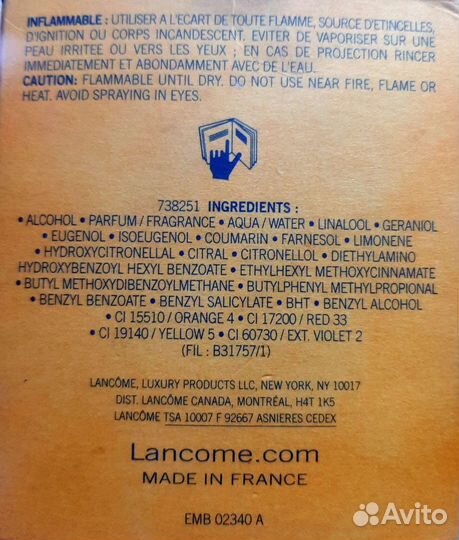 INFLAMMABLE : UTILISER A L'ECART DE TOUTE FLAMME, SOURCE D'ETINCELLES,
D'IGNITION OU CORPS INCANDESCENT. EVITER DE VAPORISER SUR UNE
PEAU IRRITEE OU VERS LES YEUX ; EN CAS DE PROJECTION RINCER
IMMEDIATEMENT ET ABONDAMMENT AVEC DE L'EAU.
CAUTION: FLAMMABLE UNTIL DRY. DO NOT USE NEAR FIRE, FLAME OR
HEAT. AVOID SPRAYING IN EYES.
738251 INGREDIENTS :
• ALCOHOL • PARFUM / FRAGRANCE • AQUA / WATER • LINALOOL • GERANIOL
• EUGENOL • ISOEUGENOL • COUMARIN • FARNESOL • LIMONENE
• HYDROXYCITRONELLAL • CITRAL • CITRONELLOL • DIETHYLAMINO
HYDROXYBENZOYL HEXYL BENZOATE • ETHYLHEXYL METHOXYCINNAMATE
• BUTYL METHOXYDIBENZOYLMETHANE • BUTYLPHENYL METHYLPROPIONAL
• BENZYL BENZOATE • BENZYL SALICYLATE • BHT • BENZYL ALCOHOL
• CI 15510 / ORANGE 4 • CI 17200 / RED 33
• CI 19140 / YELLOW 5 • CI 60730 / EXT. VIOLET 2
(FIL : B31757/1)
LANCÔME, LUXURY PRODUCTS LLC, NEW YORK, NY 10017
DIST. LANCÔME CANADA, MONTRÉAL, H4T 1K5
LANCÔME TSA 10007 F 92667 ASNIERES CEDEX
Lancome.com
MADE IN FRANCE
EMB 02340 A
Avito